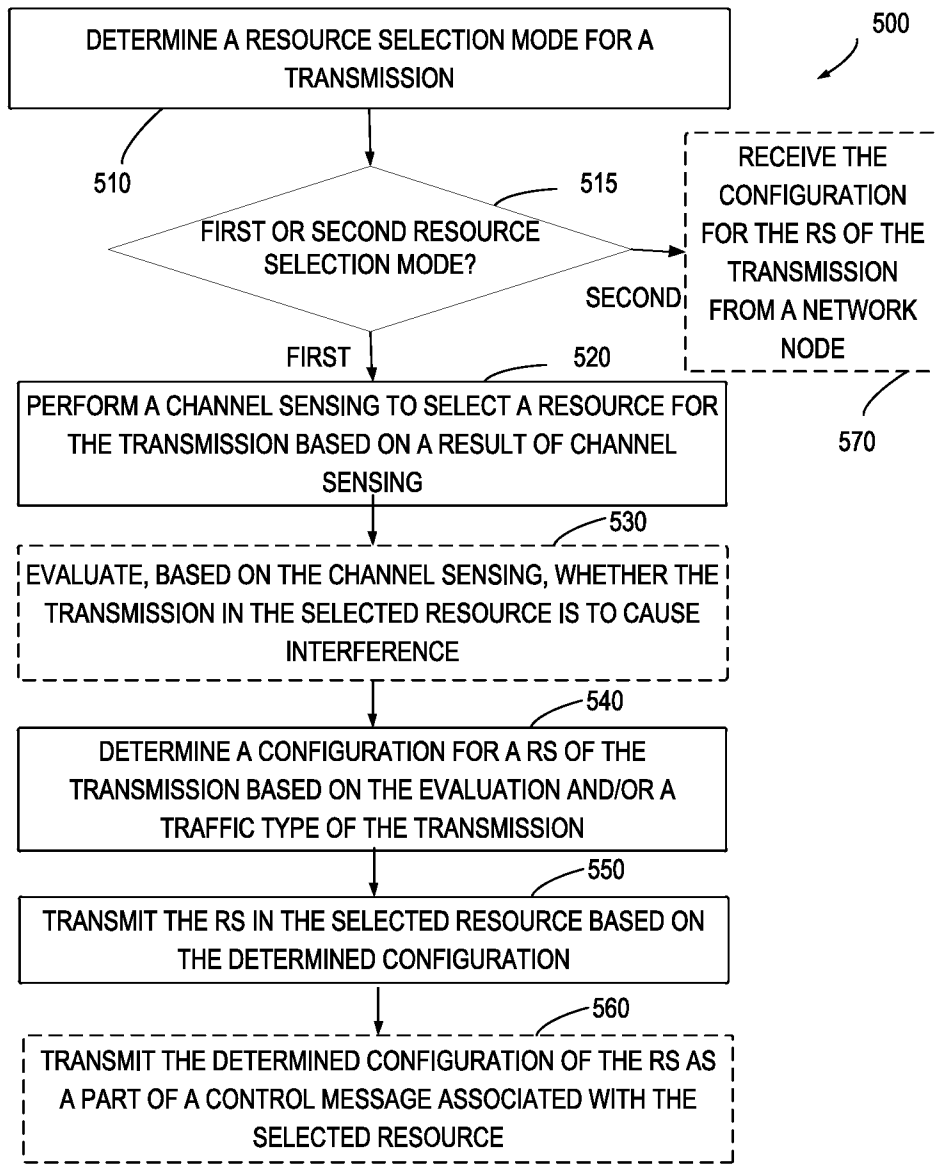 DETERMINE A RESOURCE SELECTION MODE FOR A
TRANSMISSION
500
510
515
FIRST OR SECOND RESOURCE
SELECTION MODE?
SECOND
RECEIVE THE
CONFIGURATION
FOR THE RS OF THE
TRANSMISSION
FROM A NETWORK
NODE
570
FIRST
520
PERFORM A CHANNEL SENSING TO SELECT A RESOURCE FOR
THE TRANSMISSION BASED ON A RESULT OF CHANNEL
SENSING
530
EVALUATE, BASED ON THE CHANNEL SENSING, WHETHER THE
TRANSMISSION IN THE SELECTED RESOURCE IS TO CAUSE
INTERFERENCE
540
DETERMINE A CONFIGURATION FOR A RS OF THE
TRANSMISSION BASED ON THE EVALUATION AND/OR A
TRAFFIC TYPE OF THE TRANSMISSION
550
TRANSMIT THE RS IN THE SELECTED RESOURCE BASED ON
THE DETERMINED CONFIGURATION
560
TRANSMIT THE DETERMINED CONFIGURATION OF THE RS AS
A PART OF A CONTROL MESSAGE ASSOCIATED WITH THE
SELECTED RESOURCE